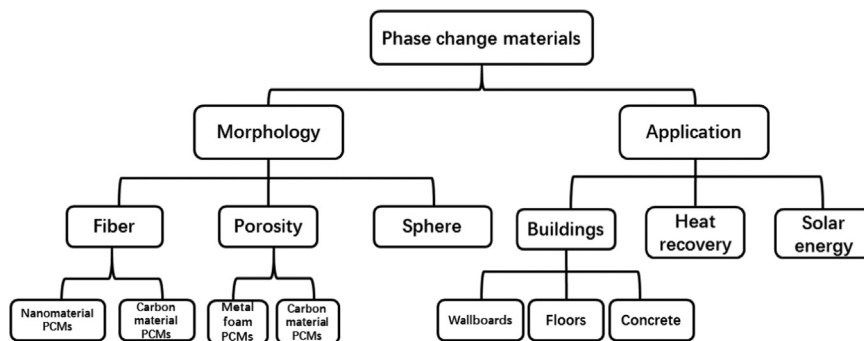 Phase change materials
Morphology
Application
Fiber
Porosity
Sphere
Buildings
Heat
recovery
Solar
energy
Nanomaterial
PCMs
Carbon
material PCMs
Metal
foam PCMs
Carbon
material PCMs
Wallboards
Floors
Concrete